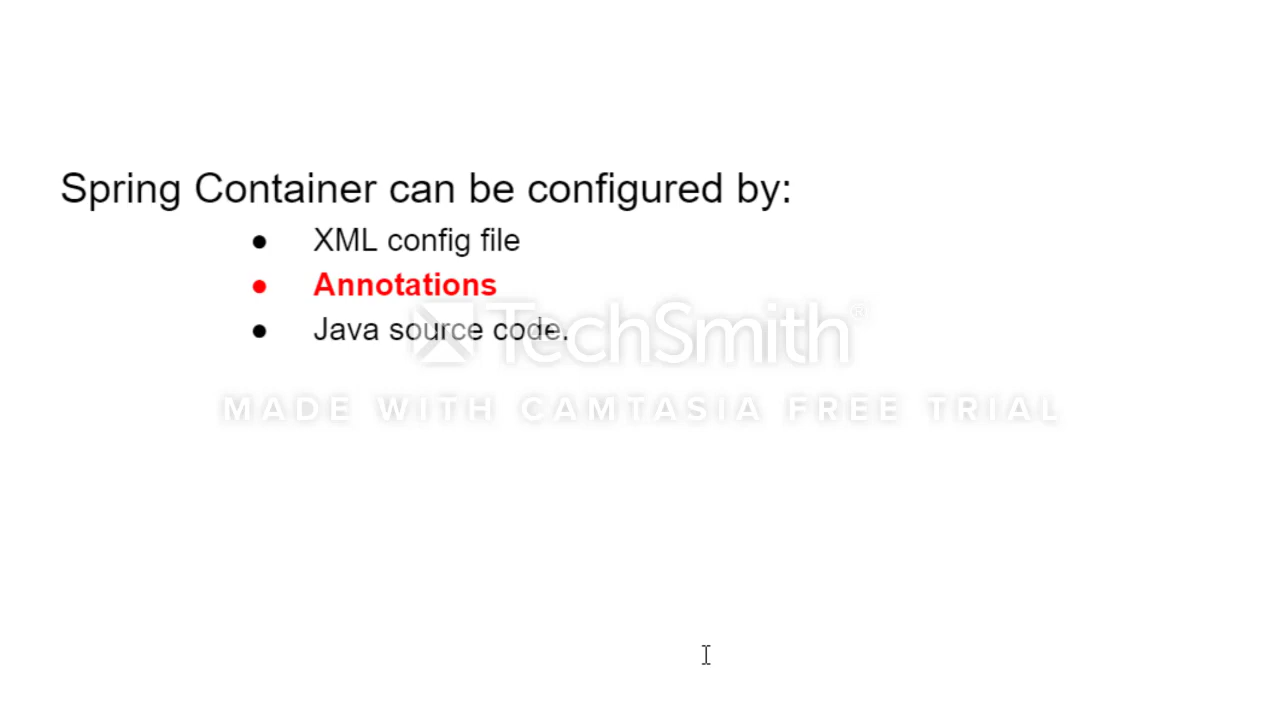 Spring Container can be configured by:
● XML config file
● Annotations
● Java source code.
TechSmith®
MADE WITH CAMTASIA FREE TRIAL